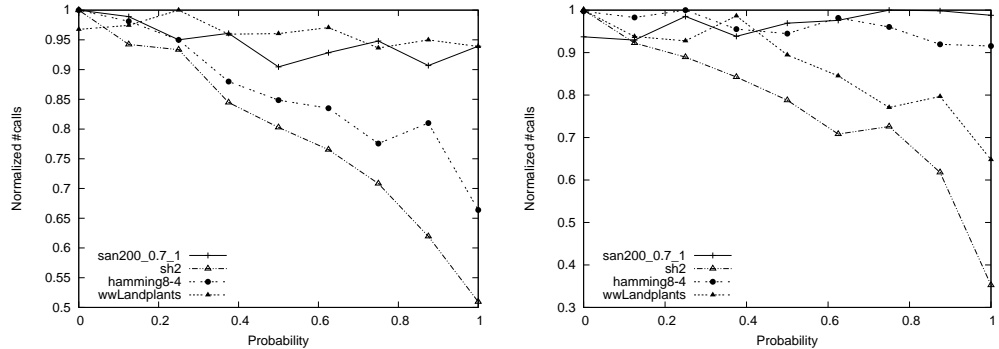 1
0.95
0.9
0.85
0.8
0.75
0.7
0.65
0.6
0.55
0.5
Normalized #calls
san200_0.7_1
sh2
hamming8-4
wwLandplants
0
0.2
0.4
0.6
0.8
1
Probability
1
0.9
0.8
0.7
0.6
0.5
0.4
0.3
Normalized #calls
san200_0.7_1
sh2
hamming8-4
wwLandplants
0
0.2
0.4
0.6
0.8
1
Probability